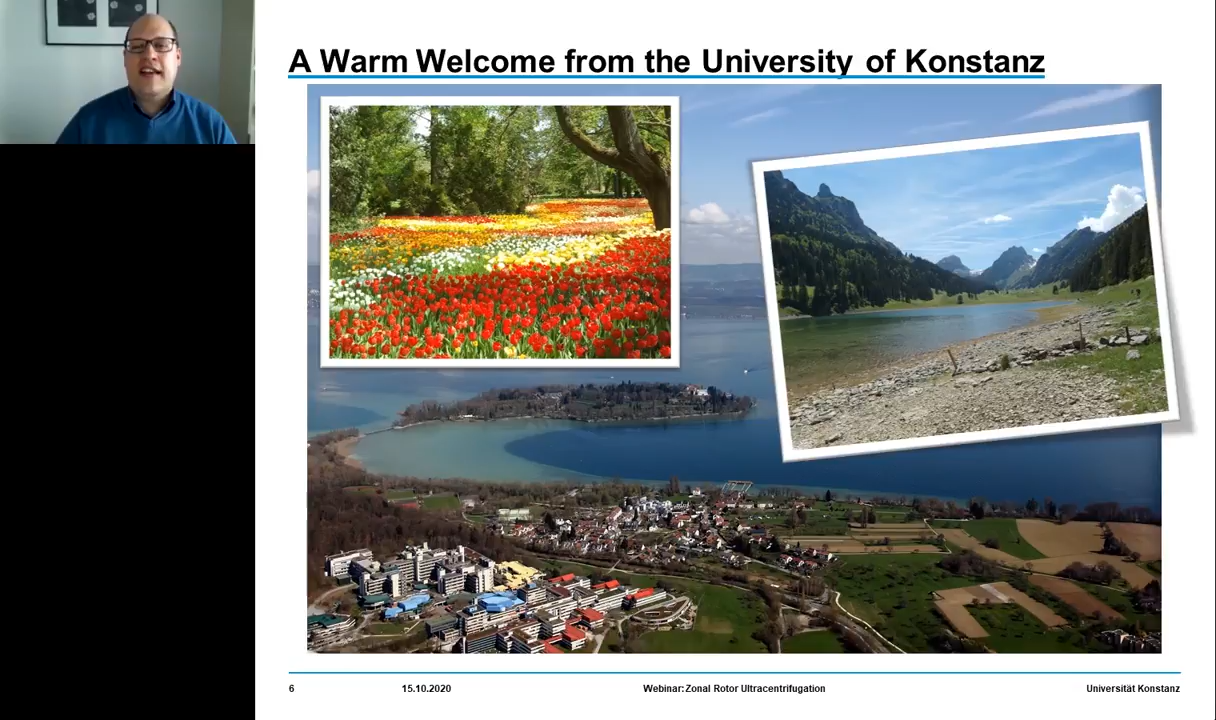 A Warm Welcome from the University of Konstanz
6 15.10.2020 Webinar: Zonal Rotor Ultracentrifugation Universität Konstanz